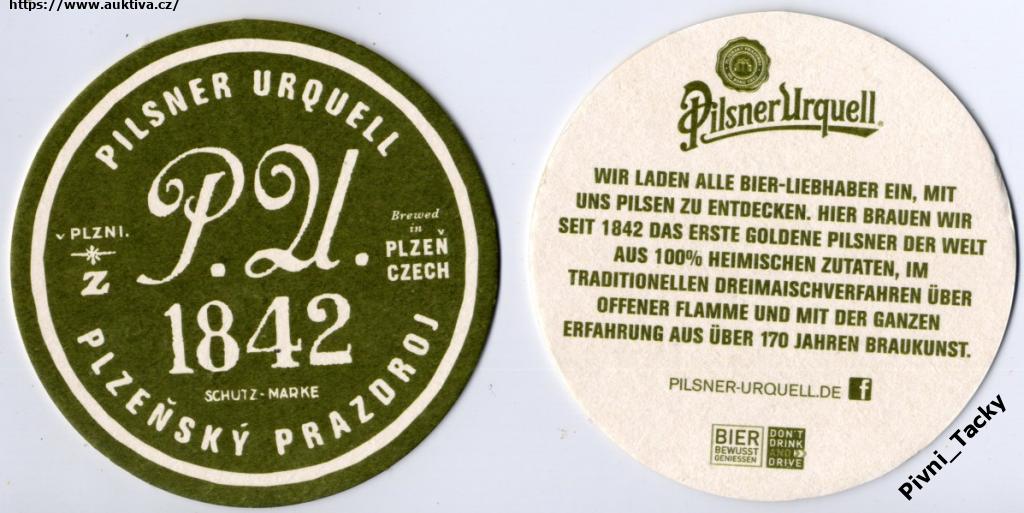 https://www.auktiva.cz/
PILSNER URQUELL
P.U.
v PLZNI.
Z
Brewed
in
PLZEŇ
CZECH
1842
SCHUTZ-MARKE
PLZEŇSKÝ PRAZDROJ
Pilsner Urquell®
WIR LADEN ALLE BIER-LIEBHABER EIN, MIT
UNS PILSEN ZU ENTDECKEN. HIER BRAUEN WIR
SEIT 1842 DAS ERSTE GOLDENE PILSNER DER WELT
AUS 100% HEIMISCHEN ZUTATEN, IM
TRADITIONELLEN DREIMAISCHVERFAHREN ÜBER
OFFENER FLAMME UND MIT DER GANZEN
ERFAHRUNG AUS ÜBER 170 JAHREN BRAUKUNST.
PILSNER-URQUELL.DE f
BIER
BEWUSST
GENIESSEN
DON'T
DRINK
AND
DRIVE
Pivni_Tacky